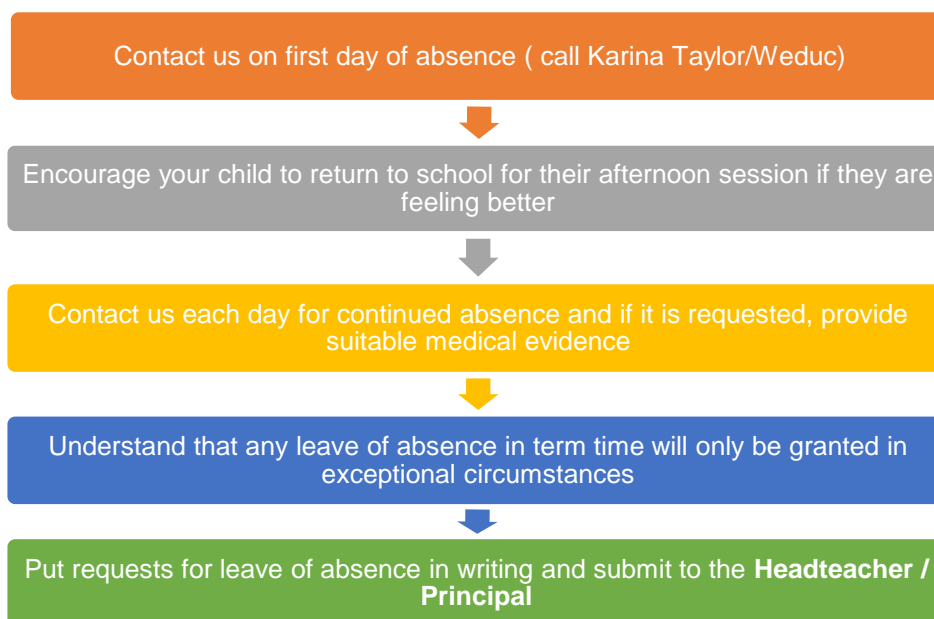 Contact us on first day of absence ( call Karina Taylor/Weduc)
Encourage your child to return to school for their afternoon session if they are
feeling better
Contact us each day for continued absence and if it is requested, provide
suitable medical evidence
Understand that any leave of absence in term time will only be granted in
exceptional circumstances
Put requests for leave of absence in writing and submit to the Headteacher /
Principal